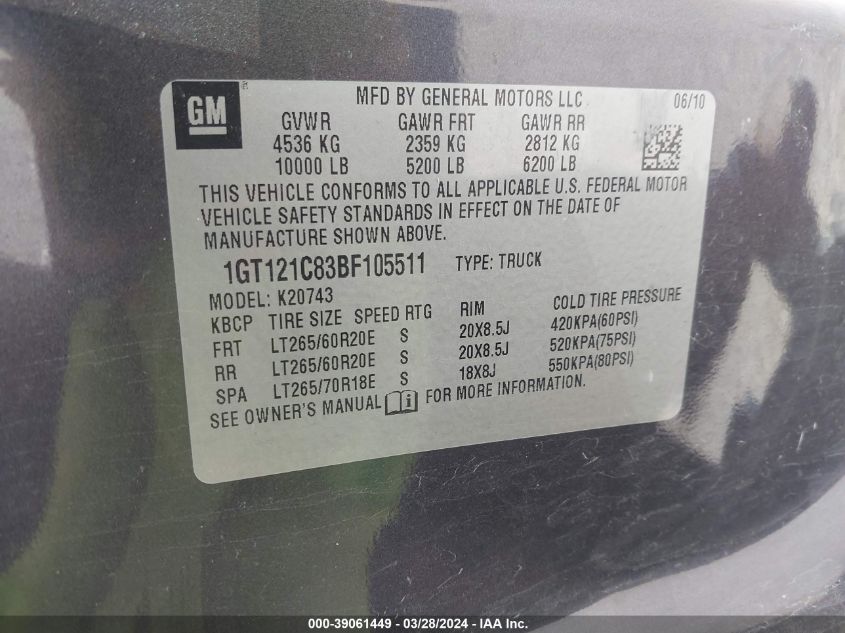 GM
MFD BY GENERAL MOTORS LLC 06/10
GVWR GAWR FRT GAWR RR
4536 KG 2359 KG 2812 KG
10000 LB 5200 LB 6200 LB
THIS VEHICLE CONFORMS TO ALL APPLICABLE U.S. FEDERAL MOTOR
VEHICLE SAFETY STANDARDS IN EFFECT ON THE DATE OF
MANUFACTURE SHOWN ABOVE.
1GT121C83BF105511 TYPE: TRUCK
MODEL: K20743
KBCP TIRE SIZE SPEED RTG RIM COLD TIRE PRESSURE
FRT LT265/60R20E S 20X8.5J 420KPA(60PSI)
RR LT265/60R20E S 20X8.5J 520KPA(75PSI)
SPA LT265/70R18E S 18X8J 550KPA(80PSI)
SEE OWNER'S MANUAL i FOR MORE INFORMATION.
000-39061449 - 03/28/2024 - IAA Inc.